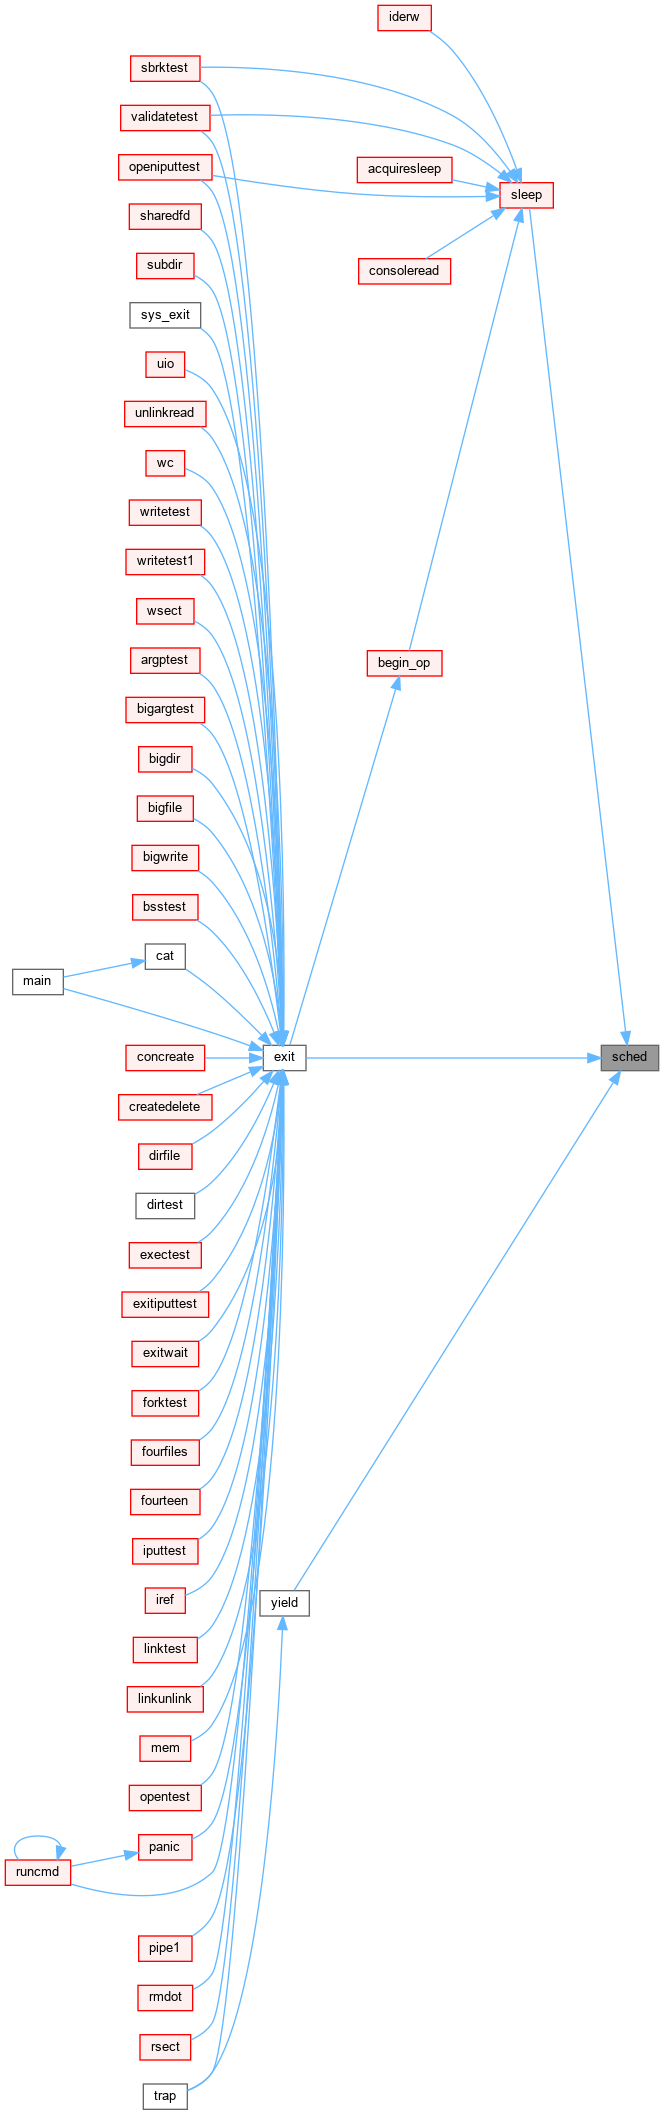 iderw
sbrktest
validatetest
openiputtest
acquiresleep
sleep
sharedfd
subdir
consoleread
sys_exit
uio
unlinkread
wc
writetest
writetest1
wsect
argptest
begin_op
bigargtest
bigdir
bigfile
bigwrite
bsstest
cat
main
concreate
exit
sched
createdelete
dirfile
dirtest
exectest
exitiputtest
exitwait
forktest
fourfiles
fourteen
iputtest
iref
yield
linktest
linkunlink
mem
opentest
panic
runcmd
pipe1
rmdot
rsect
trap